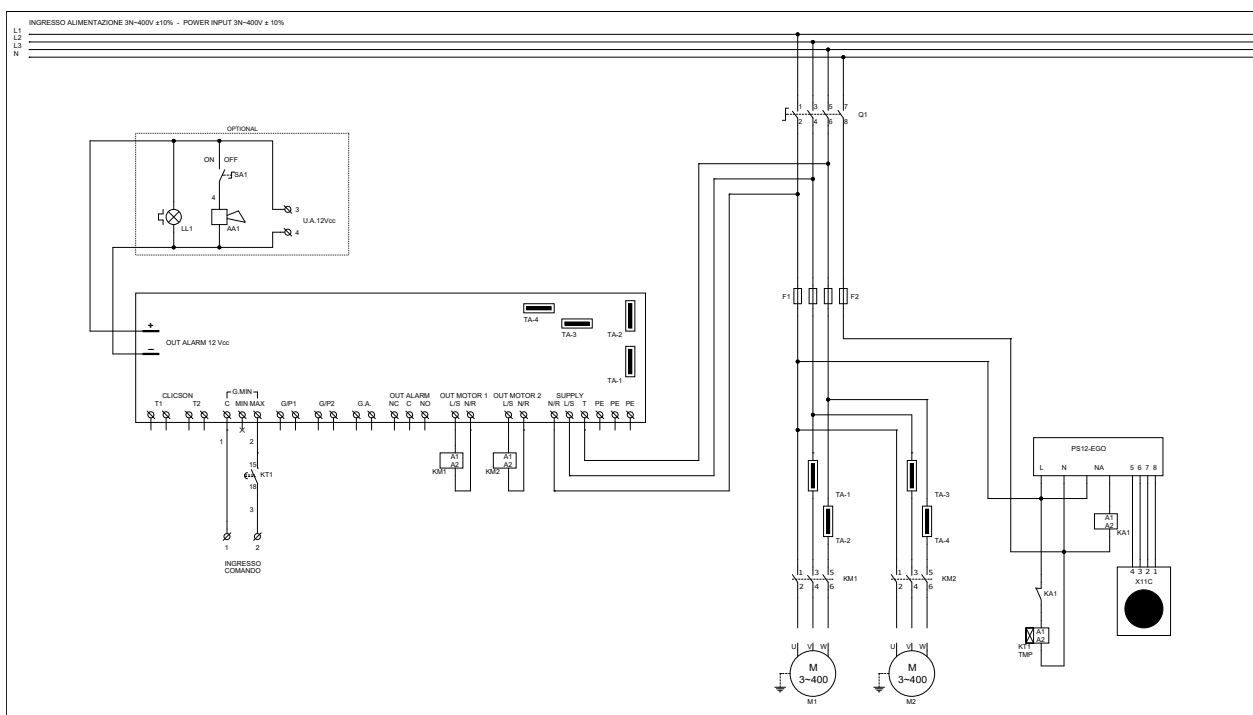 INGRESSO ALIMENTAZIONE 3N~400V ±10% - POWER INPUT 3N~400V ± 10%
L1
L2
L3
N
1 3 5 7
2 4 6 8
Q1
OPTIONAL
ON OFF
SA1
4
LL1
AA1
3
4
U.A.12Vcc
F1
F2
TA-4
TA-3
TA-2
TA-1
+
OUT ALARM 12 Vcc
−
CLICSON
T1 T2
G.MIN
C MIN MAX
G/P1
G/P2
G.A.
OUT ALARM
NC C NO
OUT MOTOR 1
L/S N/R
OUT MOTOR 2
L/S N/R
SUPPLY
N/R L/S T
PE PE PE
1
2
15
KT1
18
3
1
2
INGRESSO
COMANDO
A1
A2
KM1
A1
A2
KM2
TA-1
TA-2
TA-3
TA-4
1 3 5
2 4 6
KM1
1 3 5
2 4 6
KM2
U V W
M
3~400
M1
U V W
M
3~400
M2
PS12-EGO
L N NA 5 6 7 8
A1
A2
KA1
4 3 2 1
X11C
KA1
A1
A2
KT1
TMP